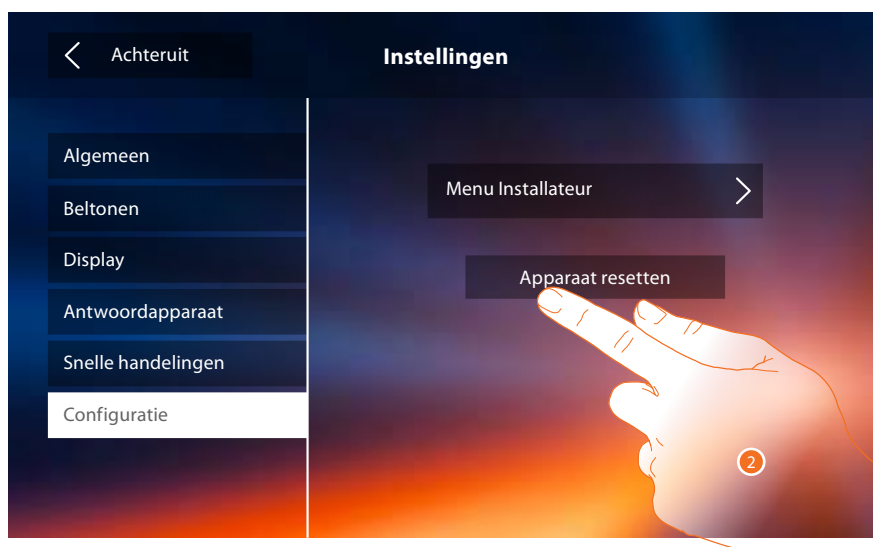 Achteruit
Instellingen
Algemeen
Beltonen
Display
Antwoordapparaat
Snelle handelingen
Configuratie
Menu Installateur
Apparaat resetten
2